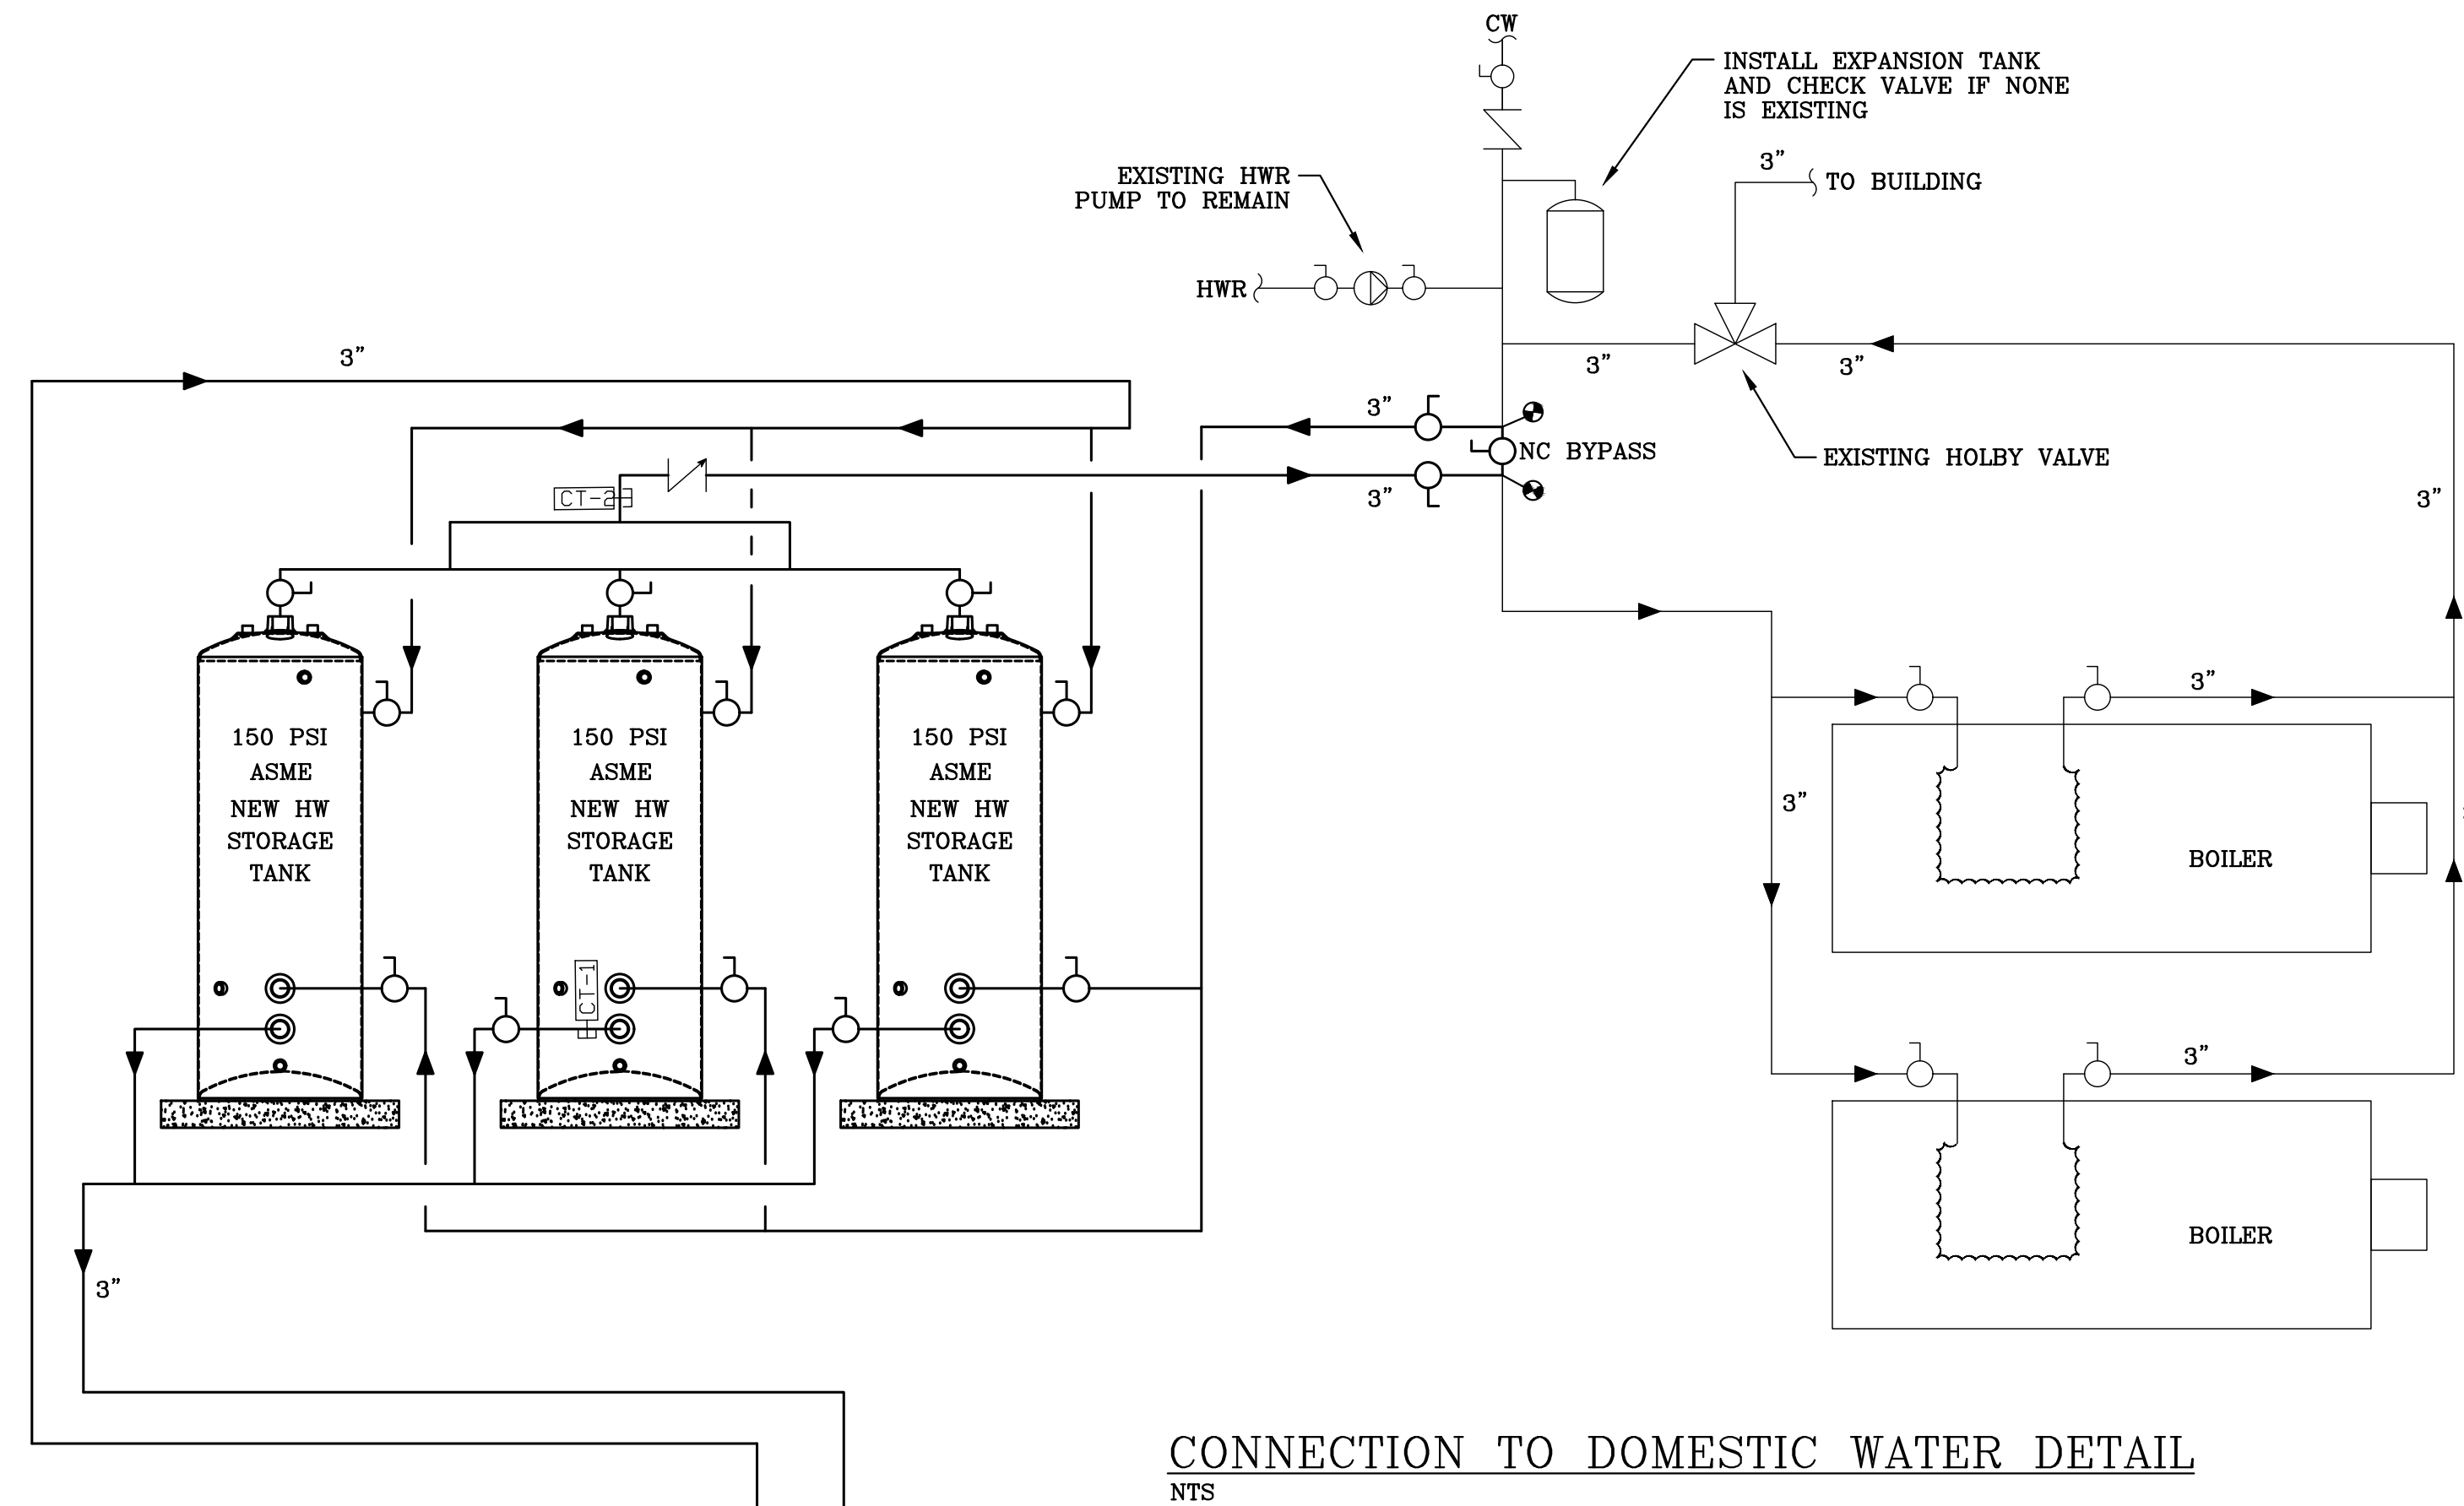 CW
INSTALL EXPANSION TANK
AND CHECK VALVE IF NONE
IS EXISTING
EXISTING HWR
PUMP TO REMAIN
3"
TO BUILDING
HWR
3"
3"
3"
3"
NC BYPASS
EXISTING HOLBY VALVE
CT-2
3"
3"
3"
150 PSI
ASME
NEW HW
STORAGE
TANK
150 PSI
ASME
NEW HW
STORAGE
TANK
150 PSI
ASME
NEW HW
STORAGE
TANK
3"
3"
BOILER
CT-1
3"
BOILER
3"
CONNECTION TO DOMESTIC WATER DETAIL
NTS